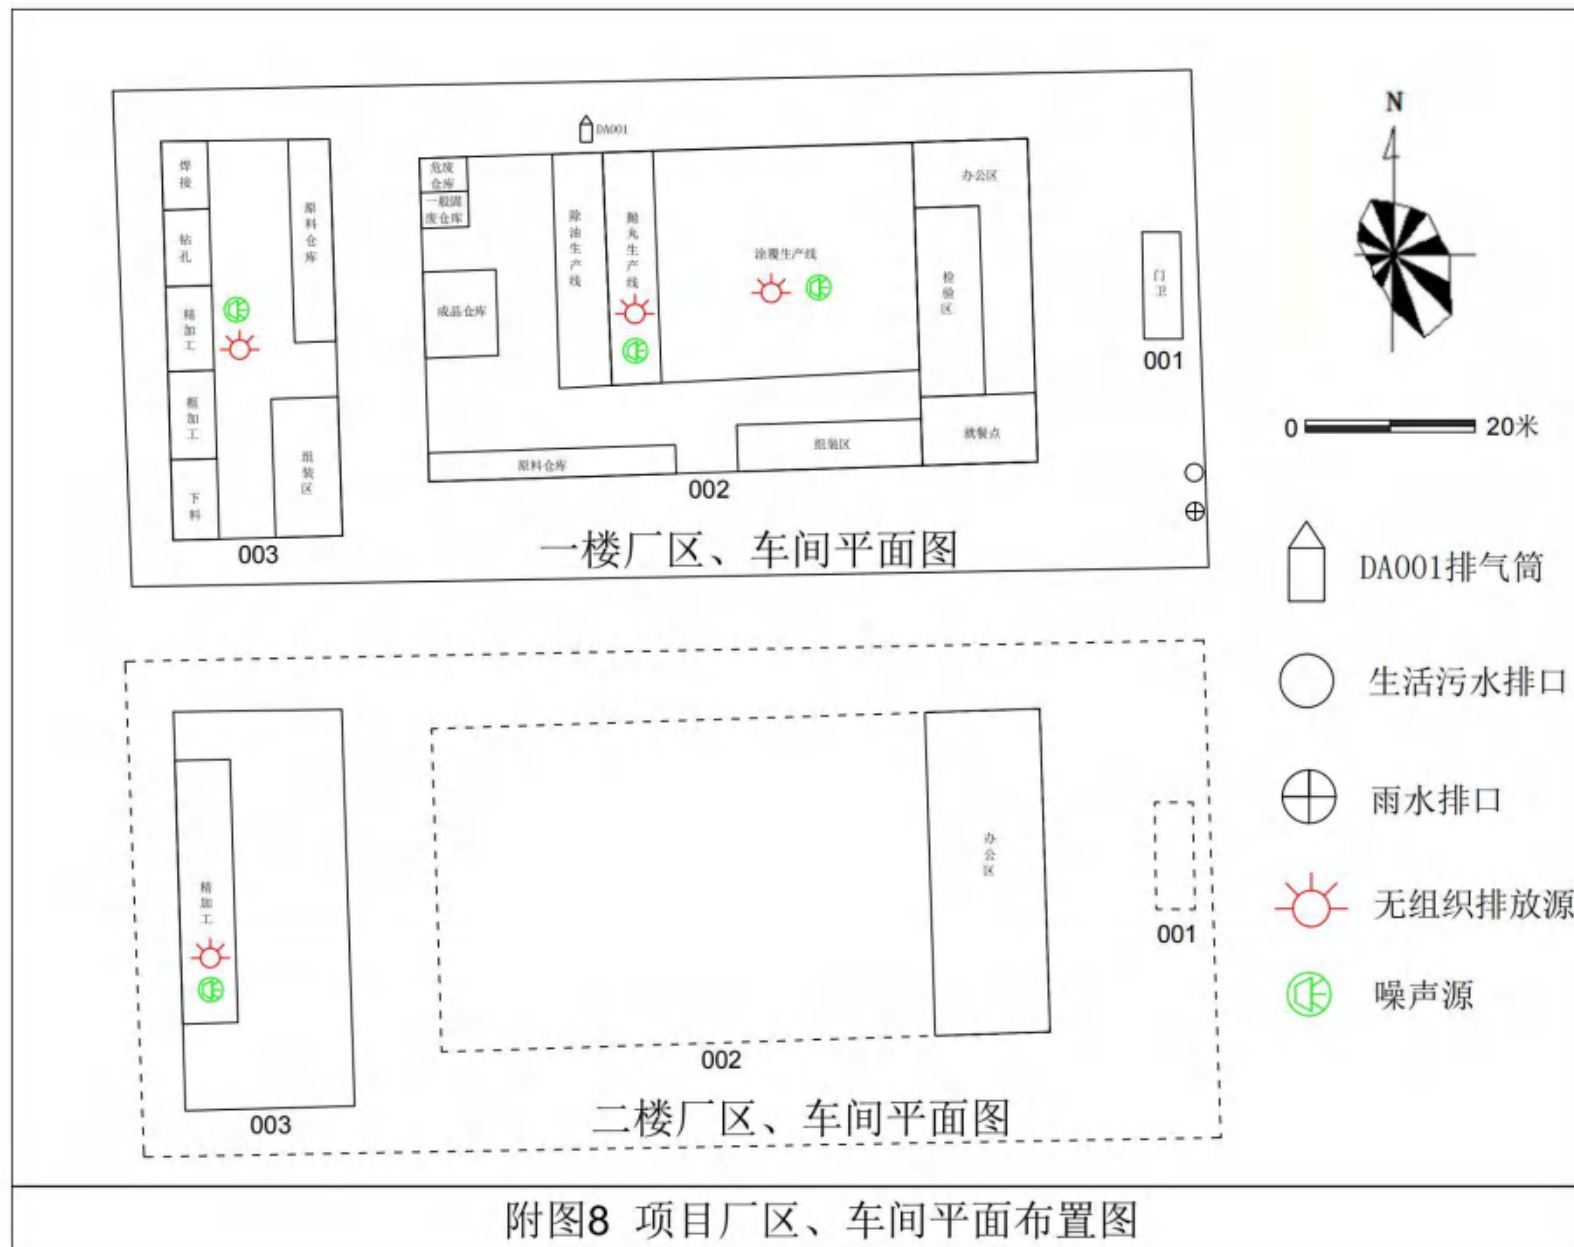 DA001
焊接
钻孔
精加工
粗加工
下料
原料仓库
组装区
003
危废
仓库
一般固
废仓库
成品仓库
除油生产线
抛丸生产线
涂覆生产线
办公区
检验区
就餐点
组装区
原料仓库
002
门卫
001
一楼厂区、车间平面图
N
0
20米
DA001排气筒
生活污水排口
雨水排口
无组织排放源
噪声源
精加工
003
办公区
002
001
二楼厂区、车间平面图
附图8 项目厂区、车间平面布置图